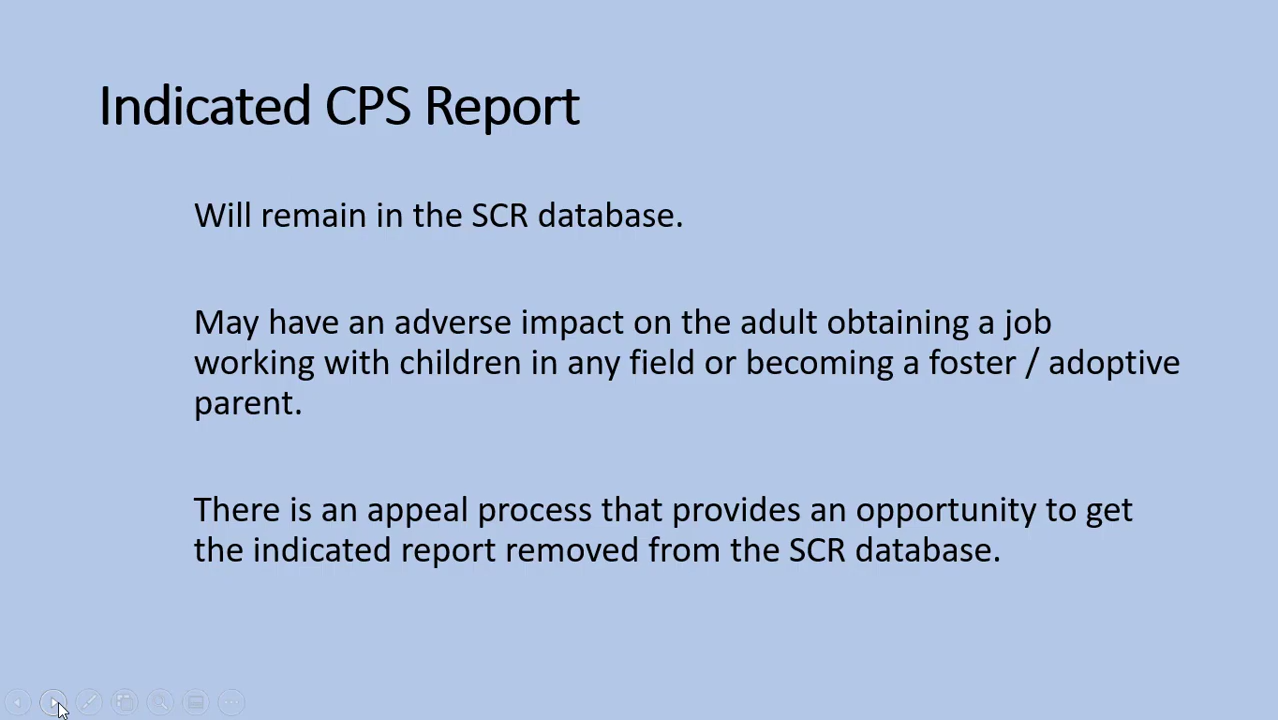 Indicated CPS Report
Will remain in the SCR database.
May have an adverse impact on the adult obtaining a job
working with children in any field or becoming a foster / adoptive
parent.
There is an appeal process that provides an opportunity to get
the indicated report removed from the SCR database.